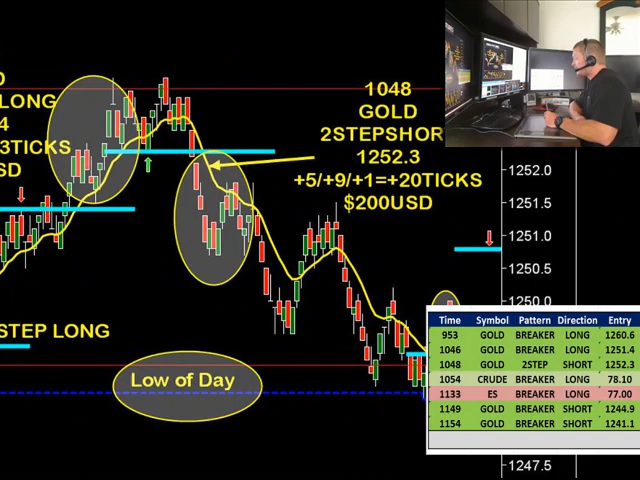 0
LONG
4
3TICKS
SD
1048
GOLD
2STEPSHOR
1252.3
+5/+9/+1=+20TICKS
$200USD
STEP LONG
Low of Day
1252.0
1251.5
1251.0
1250.5
1250.0
1247.5
Time Symbol Pattern Direction Entry
953 GOLD BREAKER LONG 1260.6
1046 GOLD BREAKER LONG 1251.4
1048 GOLD 2STEP SHORT 1252.3
1054 CRUDE BREAKER LONG 78.10
1133 ES BREAKER LONG 77.00
1149 GOLD BREAKER SHORT 1244.9
1154 GOLD BREAKER SHORT 1241.1